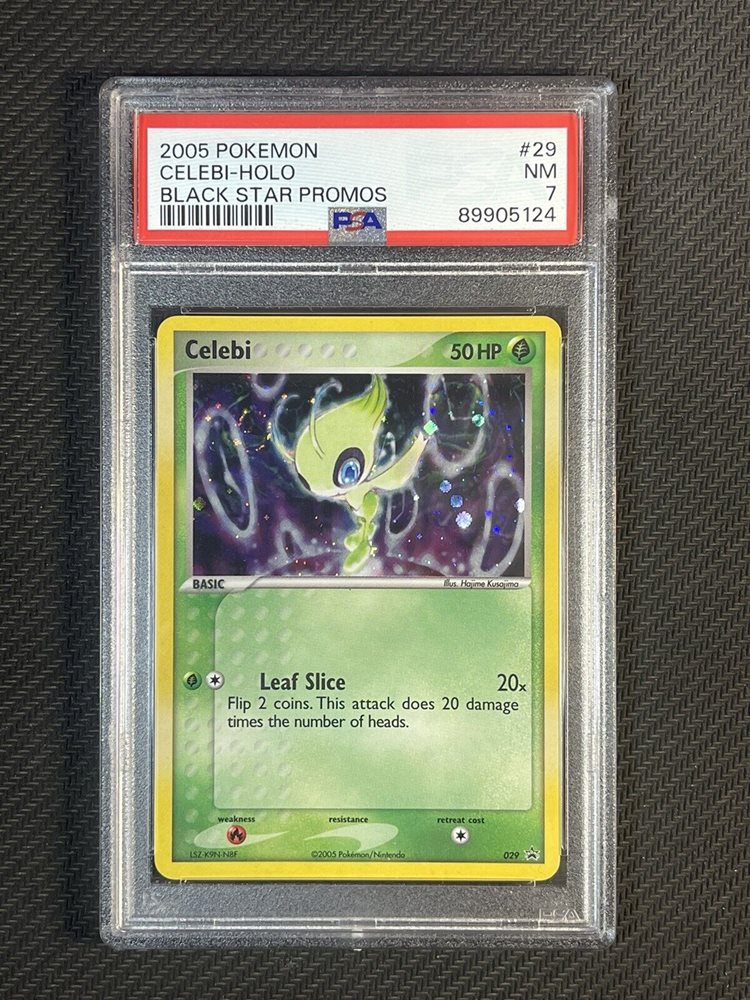 2005 POKEMON #29
CELEBI-HOLO NM
BLACK STAR PROMOS 7
PSA 89905124
Celebi 50 HP
BASIC Illus. Hajime Kusajima
Leaf Slice 20x
Flip 2 coins. This attack does 20 damage
times the number of heads.
weakness resistance retreat cost
LSZ-K9N-N8F ©2005 Pokémon/Nintendo 029
PSA